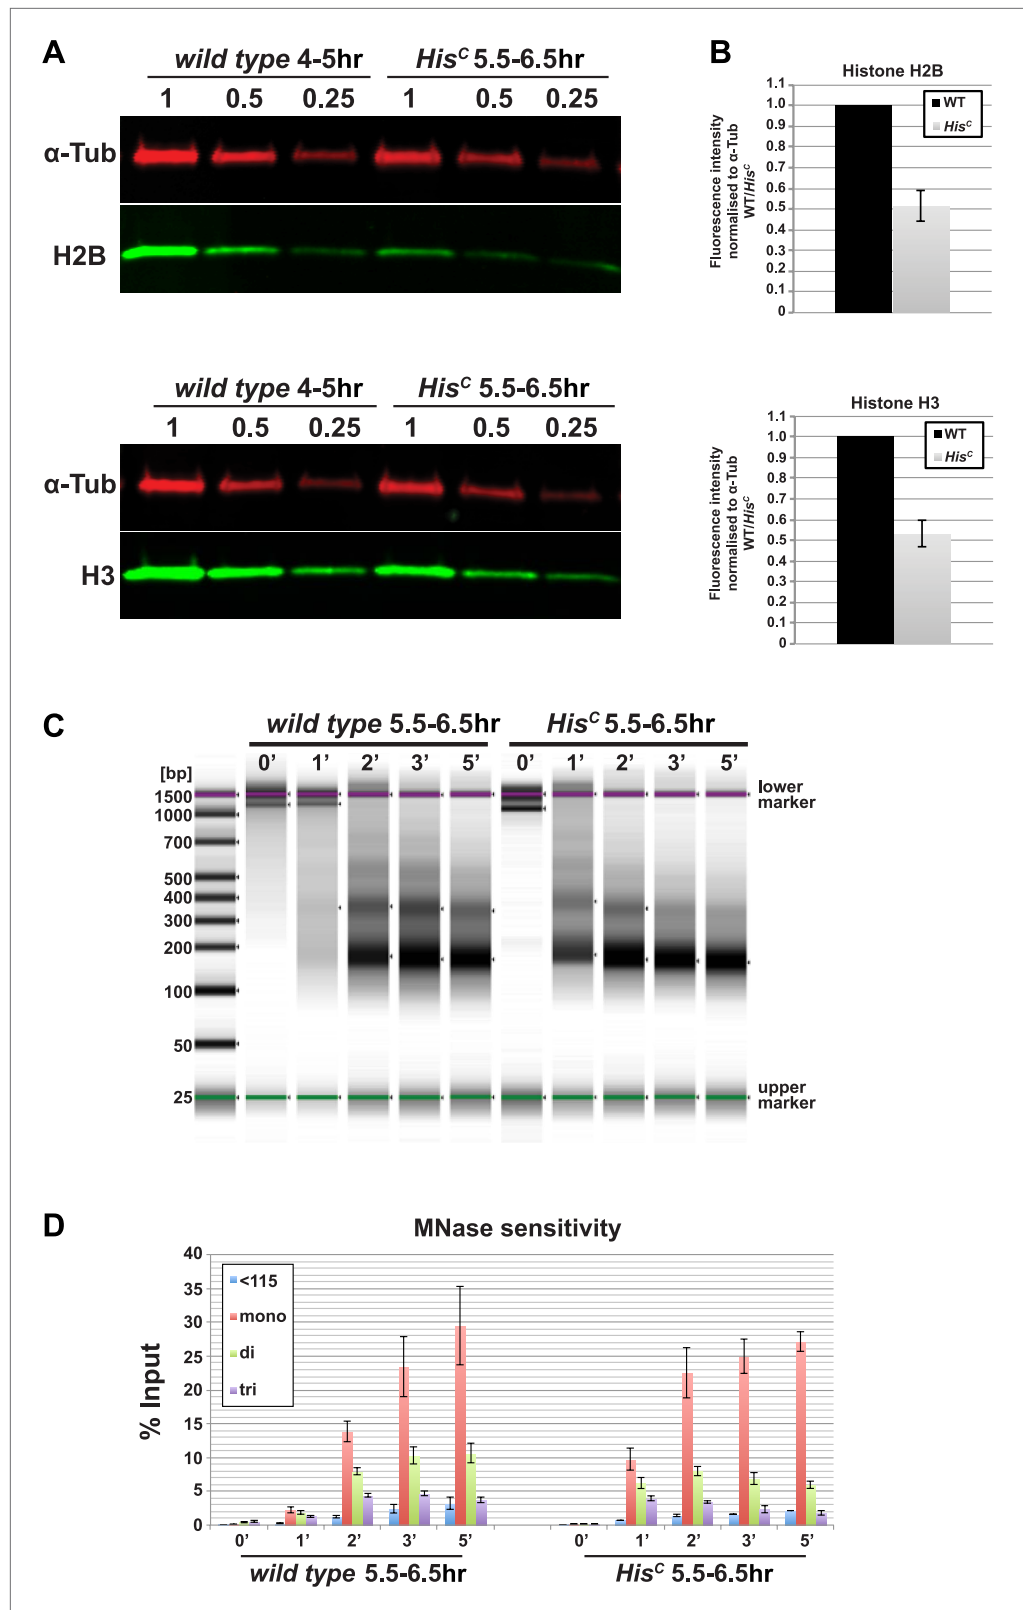 A
wild type 4-5hr
His^C 5.5-6.5hr
1 0.5 0.25 1 0.5 0.25
α-Tub
H2B
wild type 4-5hr
His^C 5.5-6.5hr
1 0.5 0.25 1 0.5 0.25
α-Tub
H3
B
Histone H2B
Fluorescence intensity
normalised to α-Tub
WT/His^C
1.1
1.0
0.9
0.8
0.7
0.6
0.5
0.4
0.3
0.2
0.1
0
WT
His^C
Histone H3
Fluorescence intensity
normalised to α-Tub
WT/His^C
1.1
1.0
0.9
0.8
0.7
0.6
0.5
0.4
0.3
0.2
0.1
0
WT
His^C
C
wild type 5.5-6.5hr
His^C 5.5-6.5hr
0’ 1’ 2’ 3’ 5’ 0’ 1’ 2’ 3’ 5’
[bp]
1500
1000
700
500
400
300
200
100
50
25
lower
marker
upper
marker
D
MNase sensitivity
% Input
40
35
30
25
20
15
10
5
0
<115
mono
di
tri
0’ 1’ 2’ 3’ 5’ 0’ 1’ 2’ 3’ 5’
wild type 5.5-6.5hr
His^C 5.5-6.5hr